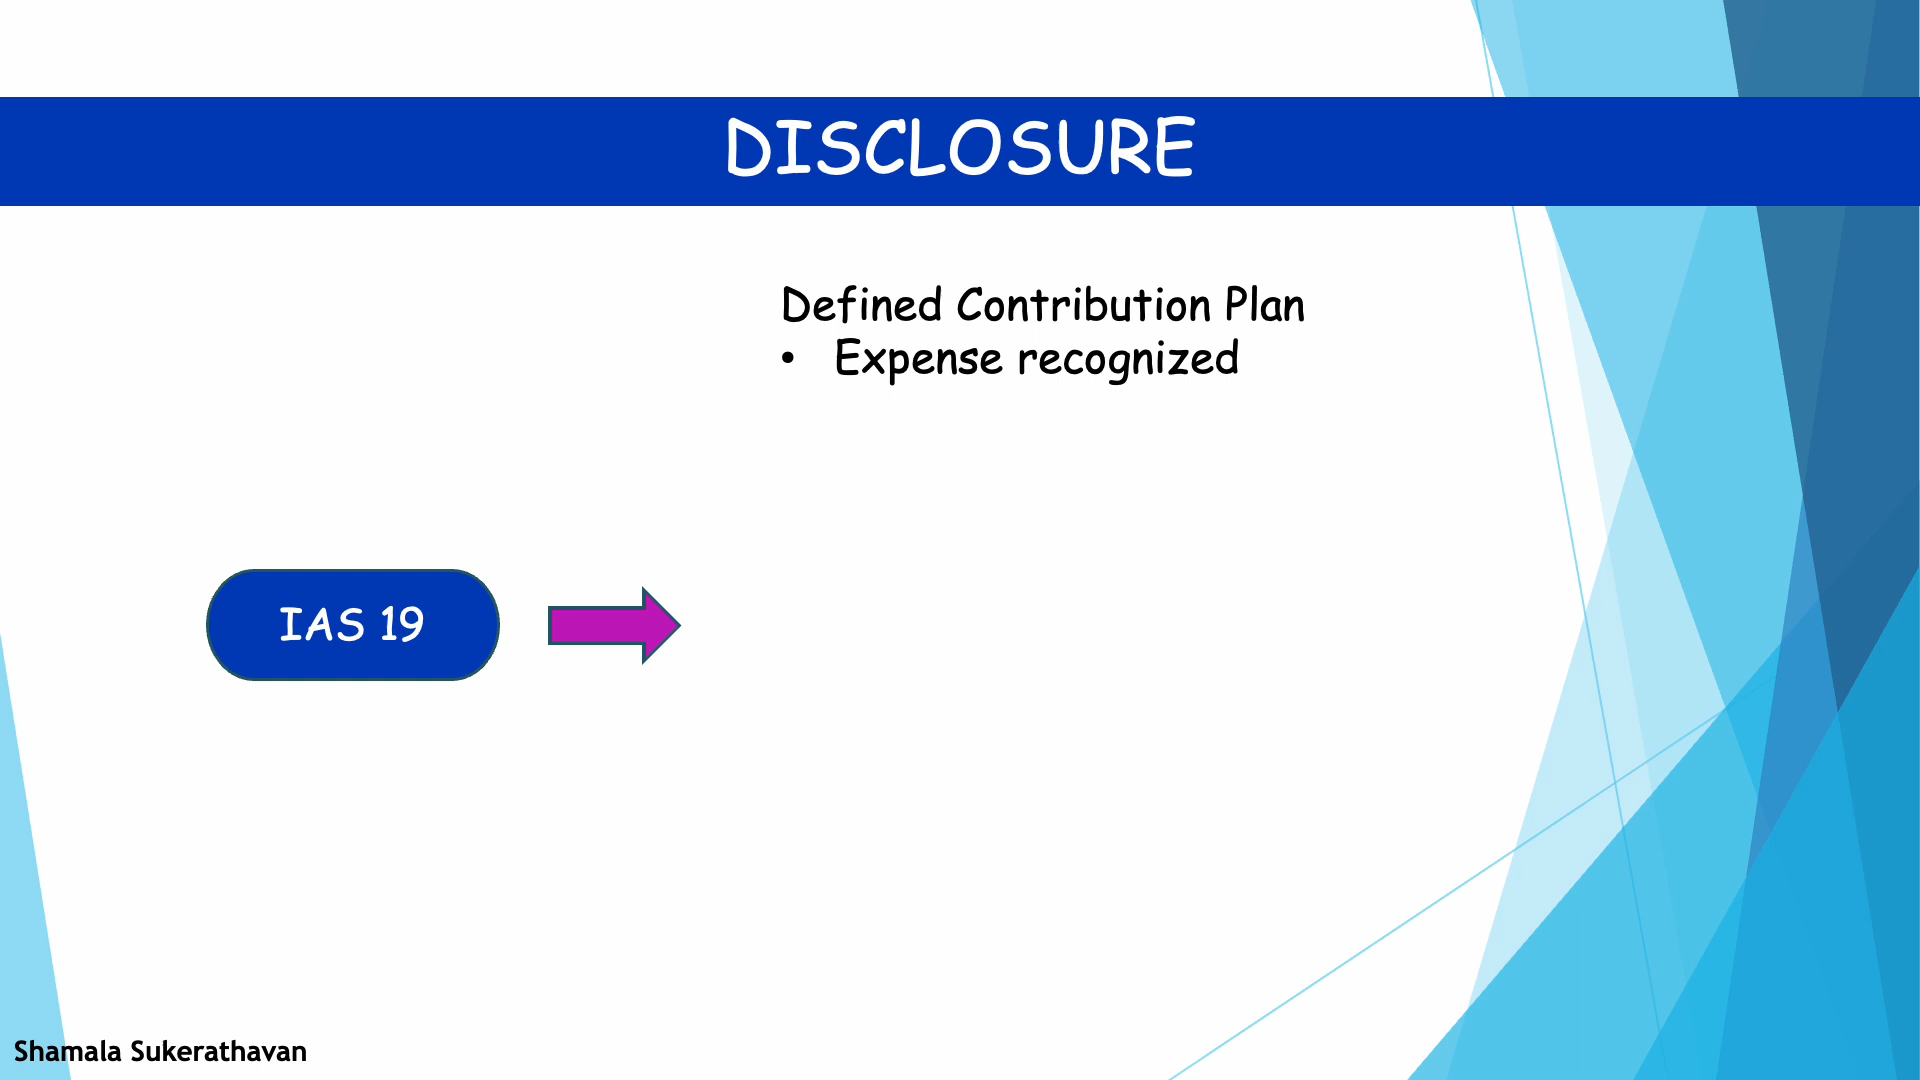 DISCLOSURE
Defined Contribution Plan
• Expense recognized
IAS 19
Shamala Sukerathavan